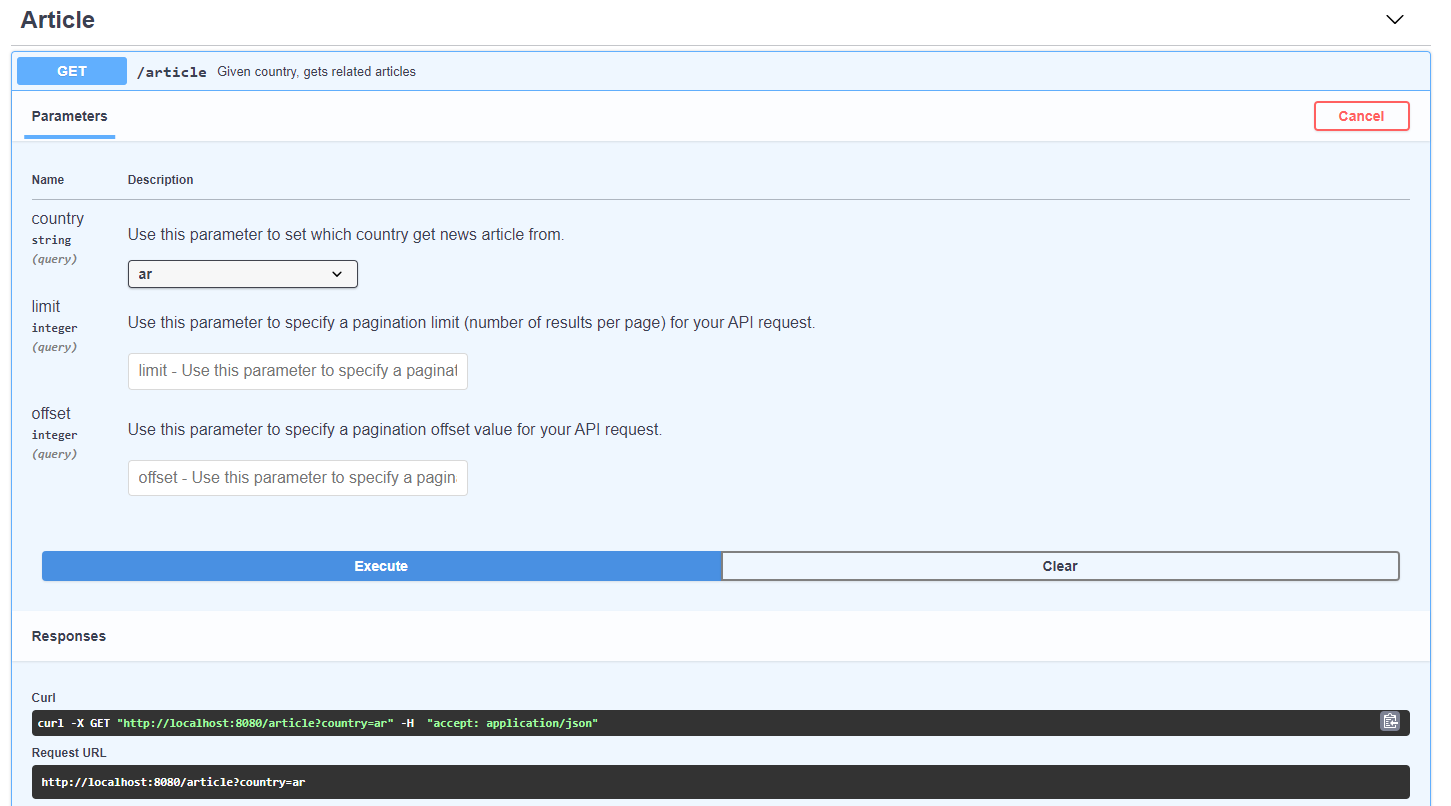 Article
GET /article Given country, gets related articles
Parameters Cancel
Name Description
country
string
(query)
Use this parameter to set which country get news article from.
ar
limit
integer
(query)
Use this parameter to specify a pagination limit (number of results per page) for your API request.
limit - Use this parameter to specify a paginat
offset
integer
(query)
Use this parameter to specify a pagination offset value for your API request.
offset - Use this parameter to specify a pagin
Execute Clear
Responses
Curl
curl -X GET "http://localhost:8080/article?country=ar" -H  "accept: application/json"
Request URL
http://localhost:8080/article?country=ar